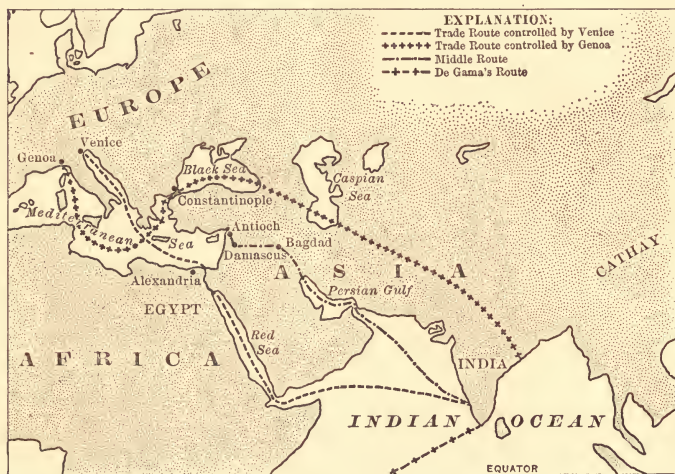 EXPLANATION:
Trade Route controlled by Venice
Trade Route controlled by Genoa
Middle Route
De Gama's Route
EUROPE
Venice
Genoa
Black Sea
Caspian
Sea
Constantinople
Mediterranean
Sea
Antioch
Damascus
Bagdad
ASIA
CATHAY
Alexandria
EGYPT
Persian Gulf
Red
Sea
AFRICA
INDIA
INDIAN OCEAN
EQUATOR